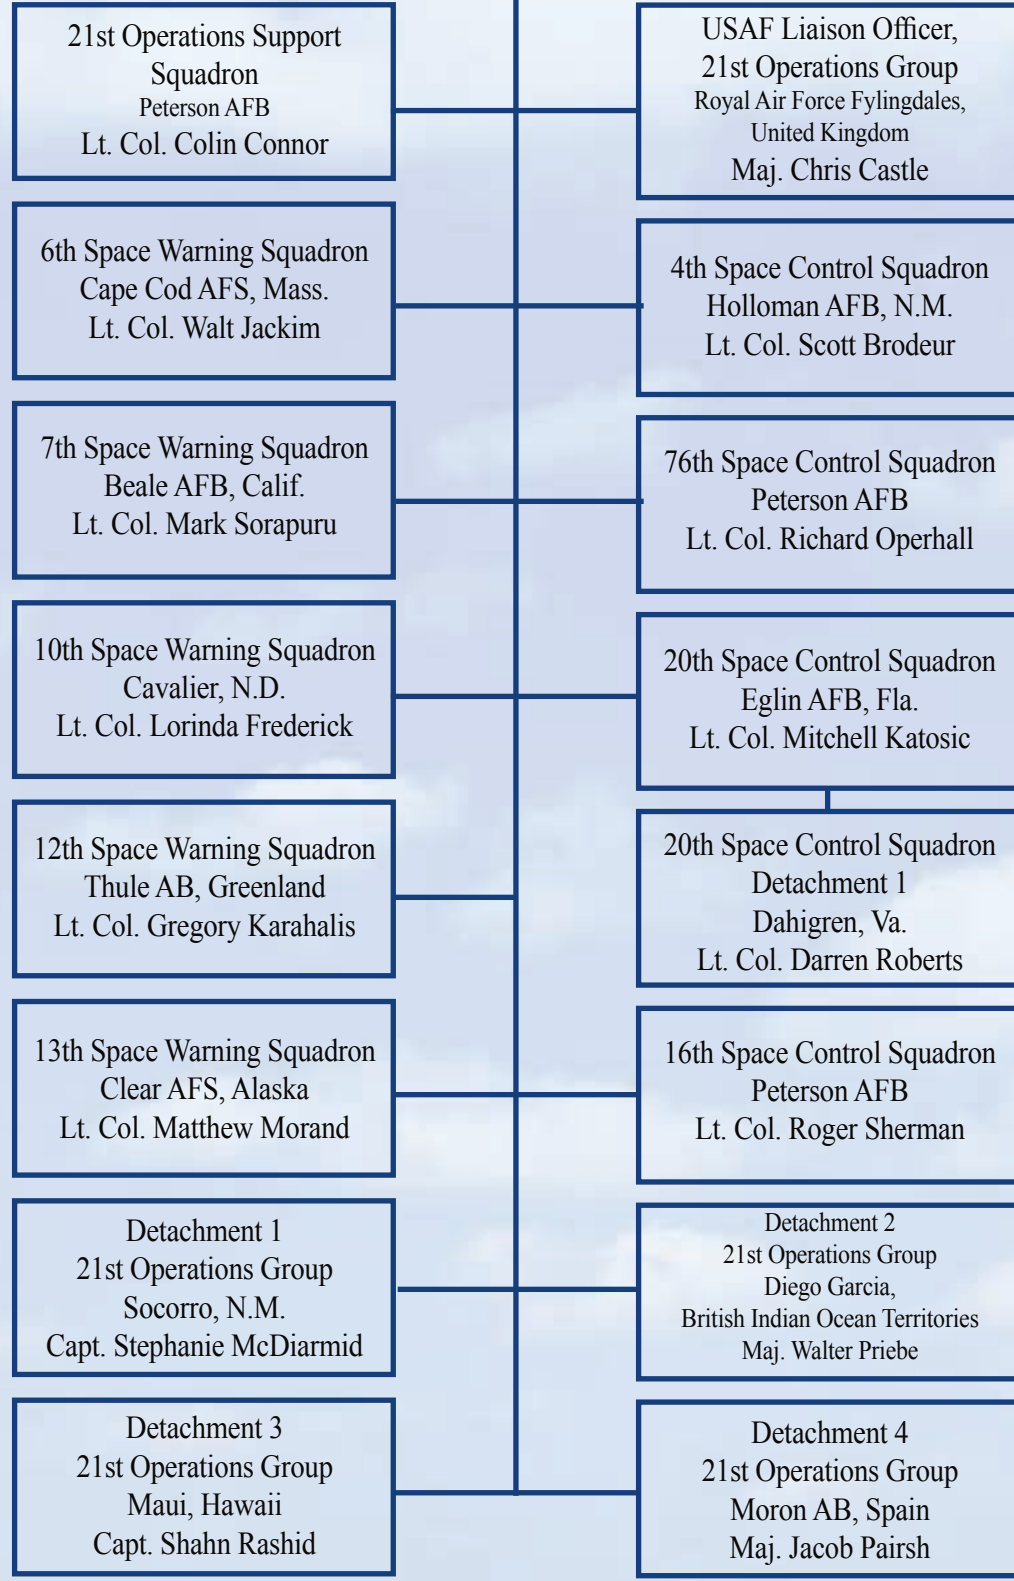 21st Operations Support
Squadron
Peterson AFB
Lt. Col. Colin Connor
USAF Liaison Officer,
21st Operations Group
Royal Air Force Fylingdales,
United Kingdom
Maj. Chris Castle
6th Space Warning Squadron
Cape Cod AFS, Mass.
Lt. Col. Walt Jackim
4th Space Control Squadron
Holloman AFB, N.M.
Lt. Col. Scott Brodeur
7th Space Warning Squadron
Beale AFB, Calif.
Lt. Col. Mark Sorapuru
76th Space Control Squadron
Peterson AFB
Lt. Col. Richard Operhall
10th Space Warning Squadron
Cavalier, N.D.
Lt. Col. Lorinda Frederick
20th Space Control Squadron
Eglin AFB, Fla.
Lt. Col. Mitchell Katosic
12th Space Warning Squadron
Thule AB, Greenland
Lt. Col. Gregory Karahalis
20th Space Control Squadron
Detachment 1
Dahigren, Va.
Lt. Col. Darren Roberts
13th Space Warning Squadron
Clear AFS, Alaska
Lt. Col. Matthew Morand
16th Space Control Squadron
Peterson AFB
Lt. Col. Roger Sherman
Detachment 1
21st Operations Group
Socorro, N.M.
Capt. Stephanie McDiarmid
Detachment 2
21st Operations Group
Diego Garcia,
British Indian Ocean Territories
Maj. Walter Priebe
Detachment 3
21st Operations Group
Maui, Hawaii
Capt. Shahn Rashid
Detachment 4
21st Operations Group
Moron AB, Spain
Maj. Jacob Pairsh